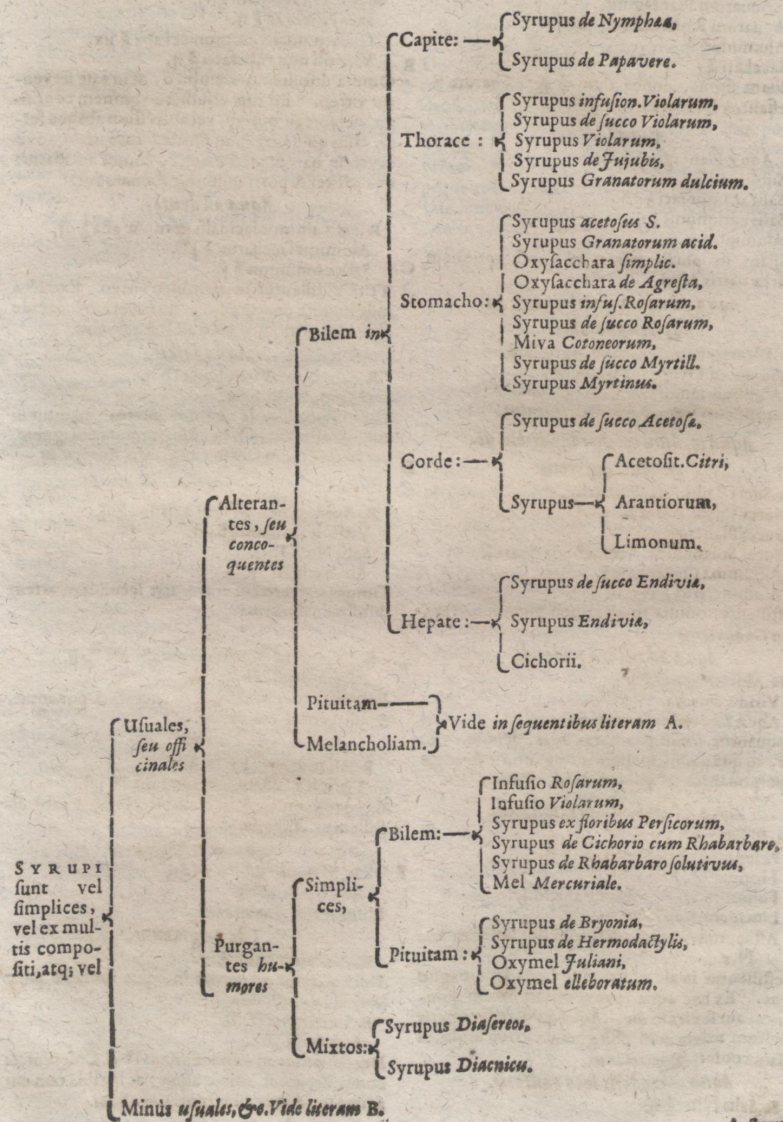 Capite:
Syrupus de Nymphæa,
Syrupus de Papavere.
Thorace :
Syrupus infuſion.Violarum,
Syrupus de ſucco Violarum,
Syrupus Violarum,
Syrupus de Jujubis,
Syrupus Granatorum dulcium.
Stomacho:
Syrupus acetoſus S.
Syrupus Granatorum acid.
Oxyſacchara ſimplic.
Oxyſacchara de Agreſta,
Syrupus infuſ.Roſarum,
Syrupus de ſucco Roſarum,
Miva Cotoneorum,
Syrupus de ſucco Myrtill.
Syrupus Myrtinus.
Bilem in
Corde:
Syrupus de ſucco Acetoſæ.
Syrupus
Acetoſit.Citri,
Arantiorum,
Limonum.
Alteran-
tes, ſeu
conco-
quentes
Hepate:
Syrupus de ſucco Endiviæ,
Syrupus Endiviæ,
Cichorii.
Pituitam
Melancholiam.
Vide in ſequentibus literam A.
Uſuales,
ſeu offi
cinales
Bilem:
Infuſio Roſarum,
Infuſio Violarum,
Syrupus ex floribus Perſicorum,
Syrupus de Cichorio cum Rhabarbaro,
Syrupus de Rhabarbaro ſolutivus,
Mel Mercuriale.
SYRUPI
ſunt vel
ſimplices,
vel ex mul-
tis compo-
ſiti,atq; vel
Simpli-
ces,
Purgan-
tes hu-
mores
Pituitam:
Syrupus de Bryonia,
Syrupus de Hermodactylis,
Oxymel Juliani,
Oxymel elleboratum.
Mixtos:
Syrupus Diaſereos,
Syrupus Diacnicu.
Minùs uſuales, &c.Vide literam B.